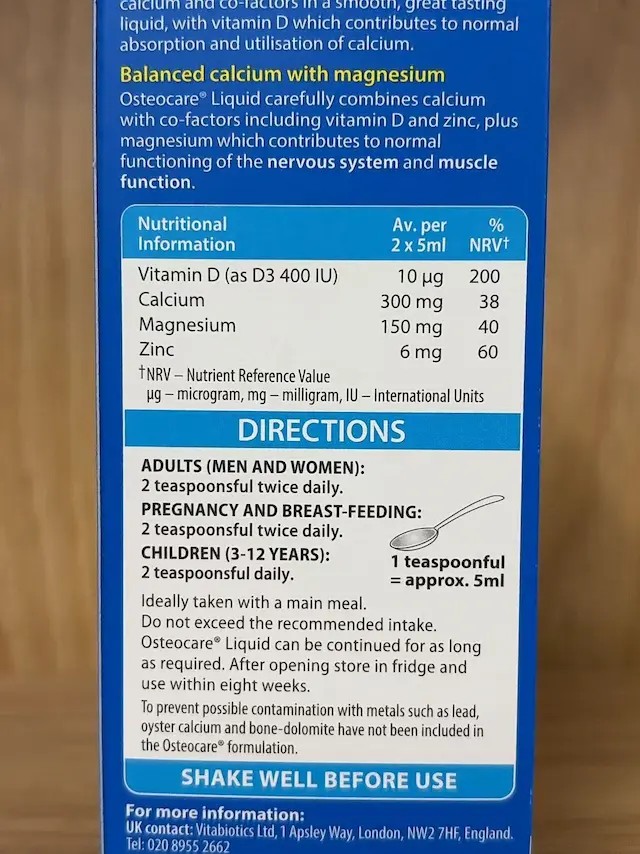 calcium and co-factors in a smooth, great tasting
liquid, with vitamin D which contributes to normal
absorption and utilisation of calcium.
Balanced calcium with magnesium
Osteocare® Liquid carefully combines calcium
with co-factors including vitamin D and zinc, plus
magnesium which contributes to normal
functioning of the nervous system and muscle
function.
Nutritional Information Av. per 2 x 5ml % NRV†
Vitamin D (as D3 400 IU) 10 µg 200
Calcium 300 mg 38
Magnesium 150 mg 40
Zinc 6 mg 60
†NRV – Nutrient Reference Value
µg – microgram, mg – milligram, IU – International Units
DIRECTIONS
ADULTS (MEN AND WOMEN):
2 teaspoonsful twice daily.
PREGNANCY AND BREAST-FEEDING:
2 teaspoonsful twice daily.
CHILDREN (3-12 YEARS):
2 teaspoonsful daily.
1 teaspoonful
= approx. 5ml
Ideally taken with a main meal.
Do not exceed the recommended intake.
Osteocare® Liquid can be continued for as long
as required. After opening store in fridge and
use within eight weeks.
To prevent possible contamination with metals such as lead,
oyster calcium and bone-dolomite have not been included in
the Osteocare® formulation.
SHAKE WELL BEFORE USE
For more information:
UK contact: Vitabiotics Ltd, 1 Apsley Way, London, NW2 7HF, England.
Tel: 020 8955 2662